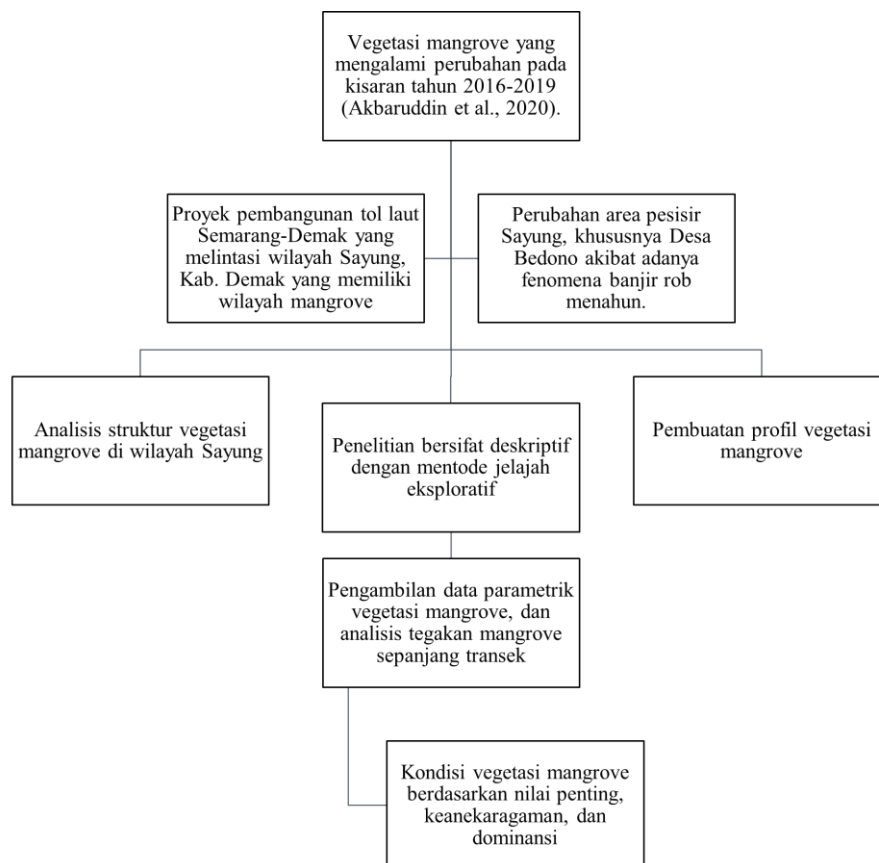 Vegetasi mangrove yang
mengalami perubahan pada
kisaran tahun 2016-2019
(Akbaruddin et al., 2020).
Proyek pembangunan tol laut
Semarang-Demak yang
melintasi wilayah Sayung,
Kab. Demak yang memiliki
wilayah mangrove
Perubahan area pesisir
Sayung, khususnya Desa
Bedono akibat adanya
fenomena banjir rob
menahun.
Analisis struktur vegetasi
mangrove di wilayah Sayung
Penelitian bersifat deskriptif
dengan mentode jelajah
eksploratif
Pembuatan profil vegetasi
mangrove
Pengambilan data parametrik
vegetasi mangrove, dan
analisis tegakan mangrove
sepanjang transek
Kondisi vegetasi mangrove
berdasarkan nilai penting,
keanekaragaman, dan
dominansi